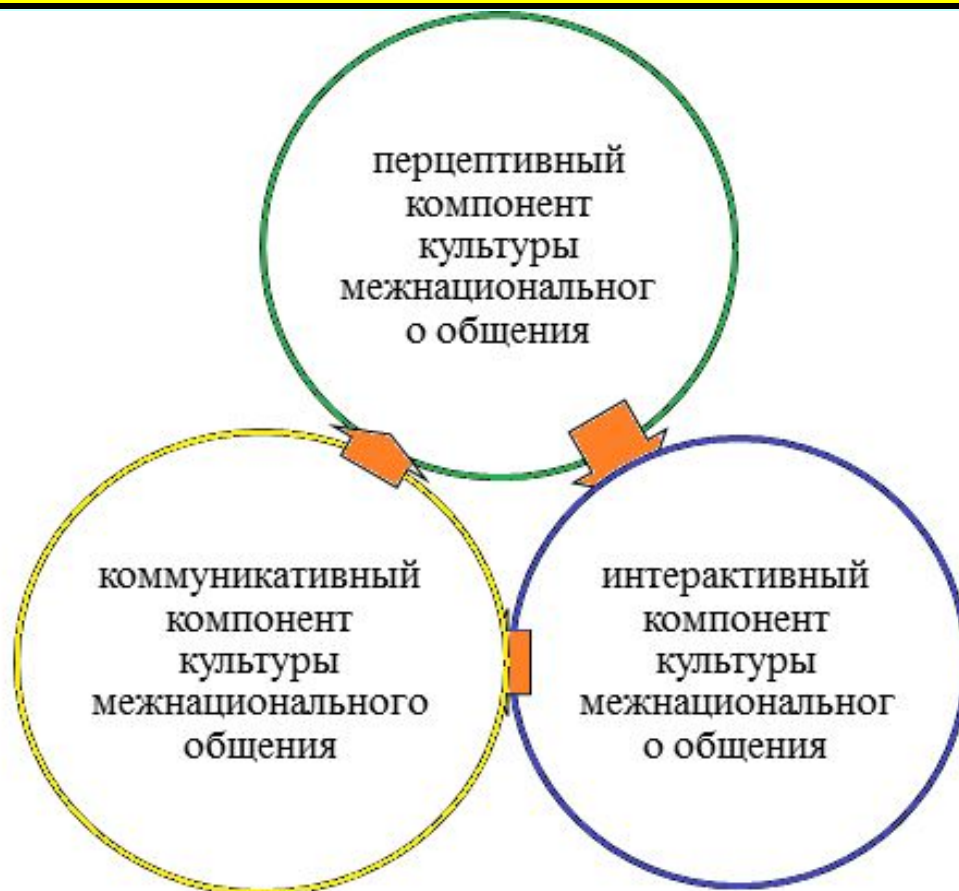 перцептивный
компонент
культуры
межнациональног
о общения
коммуникативный
компонент
культуры
межнационального
общения
интерактивный
компонент
культуры
межнациональног
о общения